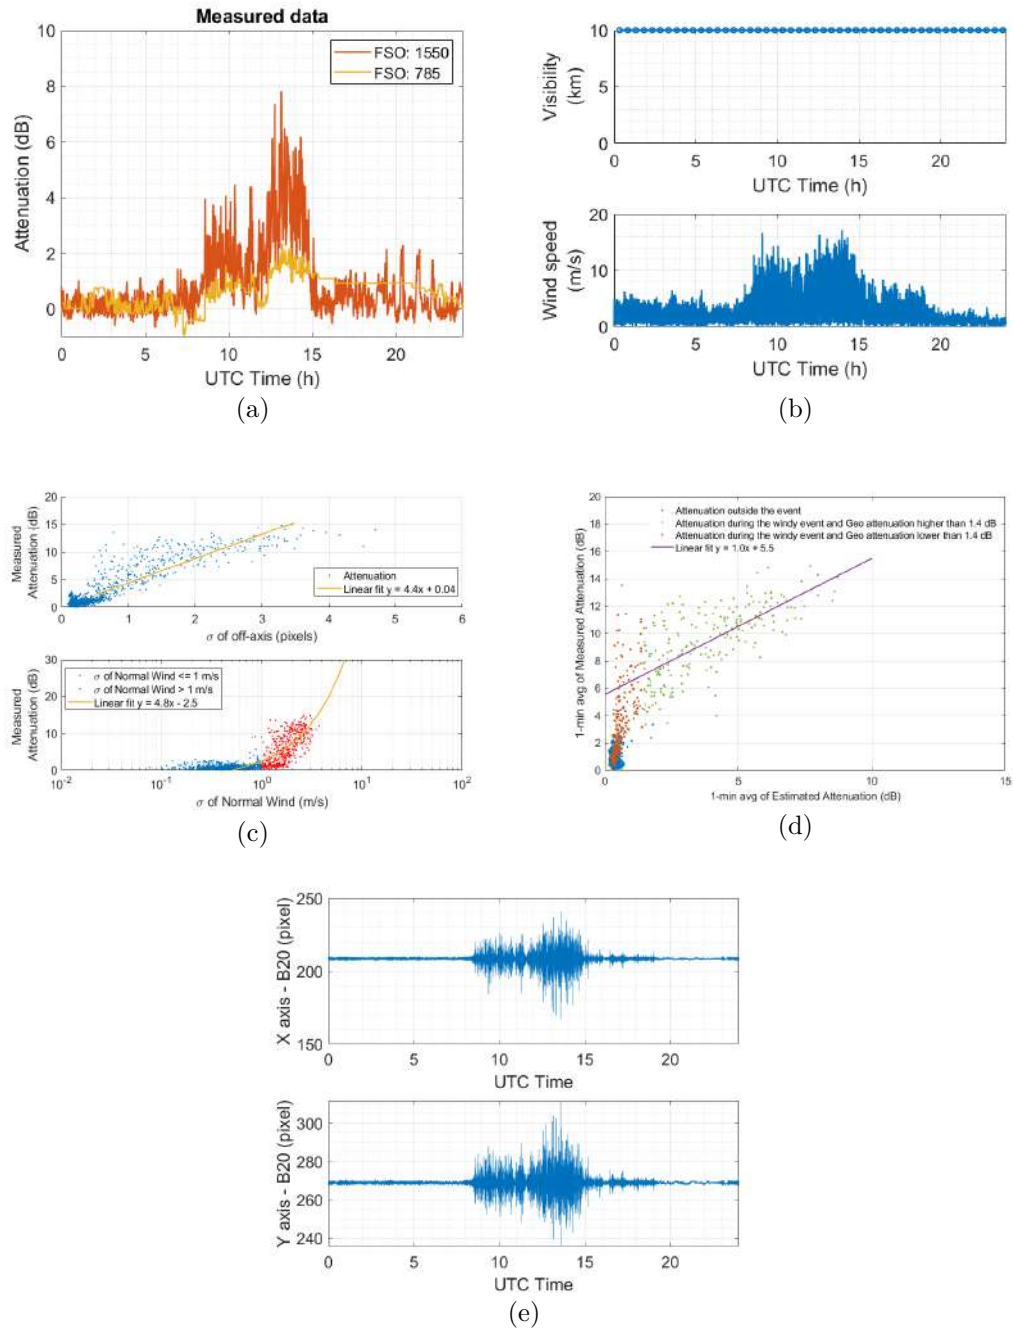 Measured data
10
8
6
4
2
0
Attenuation (dB)
FSO: 1550
FSO: 785
0 5 10 15 20
UTC Time (h)
(a)
10
5
0
Visibility
(km)
0 5 10 15 20
UTC Time (h)
20
10
0
Wind speed
(m/s)
0 5 10 15 20
UTC Time (h)
(b)
20
15
10
5
0
Measured
Attenuation (dB)
Attenuation
Linear fit y = 4.4x + 0.04
0 1 2 3 4 5 6
σ of off-axis (pixels)
30
20
10
0
Measured
Attenuation (dB)
σ of Normal Wind <= 1 m/s
σ of Normal Wind > 1 m/s
Linear fit y = 4.8x - 2.5
10⁻² 10⁻¹ 10⁰ 10¹ 10²
σ of Normal Wind (m/s)
(c)
20
18
16
14
12
10
8
6
4
2
0
1-min avg of Measured Attenuation (dB)
Attenuation outside the event
Attenuation during the windy event and Geo attenuation higher than 1.4 dB
Attenuation during the windy event and Geo attenuation lower than 1.4 dB
Linear fit y = 1.0x + 5.5
0 5 10 15
1-min avg of Estimated Attenuation (dB)
(d)
250
200
150
X axis - B20 (pixel)
0 5 10 15 20
UTC Time
300
280
260
240
Y axis - B20 (pixel)
0 5 10 15 20
UTC Time
(e)